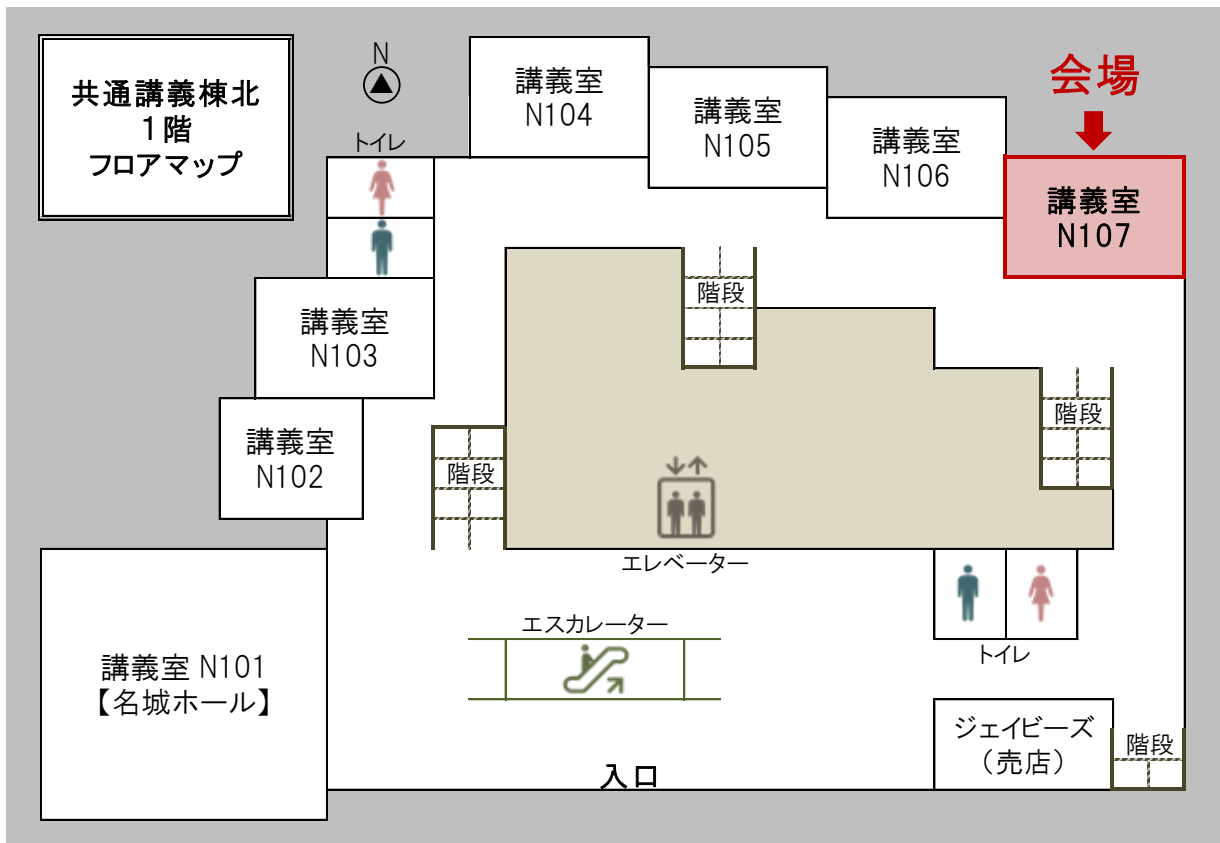 共通講義棟北
1階
フロアマップ
N
トイレ
講義室
N104
講義室
N105
講義室
N106
会場
講義室
N107
階段
講義室
N103
階段
講義室
N102
階段
エレベーター
エスカレーター
トイレ
講義室 N101
【名城ホール】
ジェイビーズ
（売店）
階段
入口